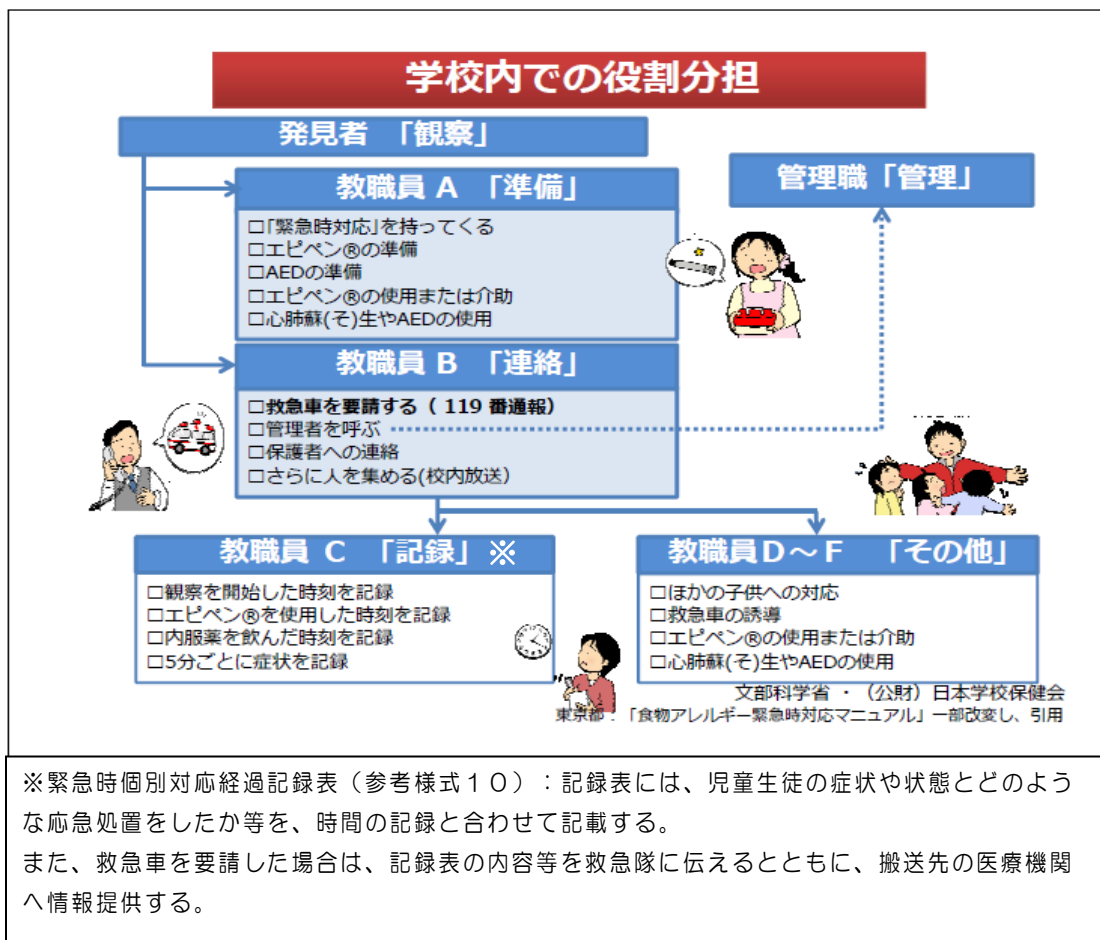 学校内での役割分担
発見者 「観察」
管理職「管理」
教職員 A 「準備」
□「緊急時対応」を持ってくる
□エピペン®の準備
□AEDの準備
□エピペン®の使用または介助
□心肺蘇(そ)生やAEDの使用
教職員 B 「連絡」
□救急車を要請する（ 119 番通報）
□管理者を呼ぶ
□保護者への連絡
□さらに人を集める(校内放送)
教職員 C 「記録」※
□観察を開始した時刻を記録
□エピペン®を使用した時刻を記録
□内服薬を飲んだ時刻を記録
□5分ごとに症状を記録
教職員D～F 「その他」
□ほかの子供への対応
□救急車の誘導
□エピペン®の使用または介助
□心肺蘇(そ)生やAEDの使用
文部科学省 ・（公財）日本学校保健会
東京都：「食物アレルギー緊急時対応マニュアル」一部改変し、引用
※緊急時個別対応経過記録表（参考様式１０）：記録表には、児童生徒の症状や状態とどのよう
な応急処置をしたか等を、時間の記録と合わせて記載する。
また、救急車を要請した場合は、記録表の内容等を救急隊に伝えるとともに、搬送先の医療機関
へ情報提供する。